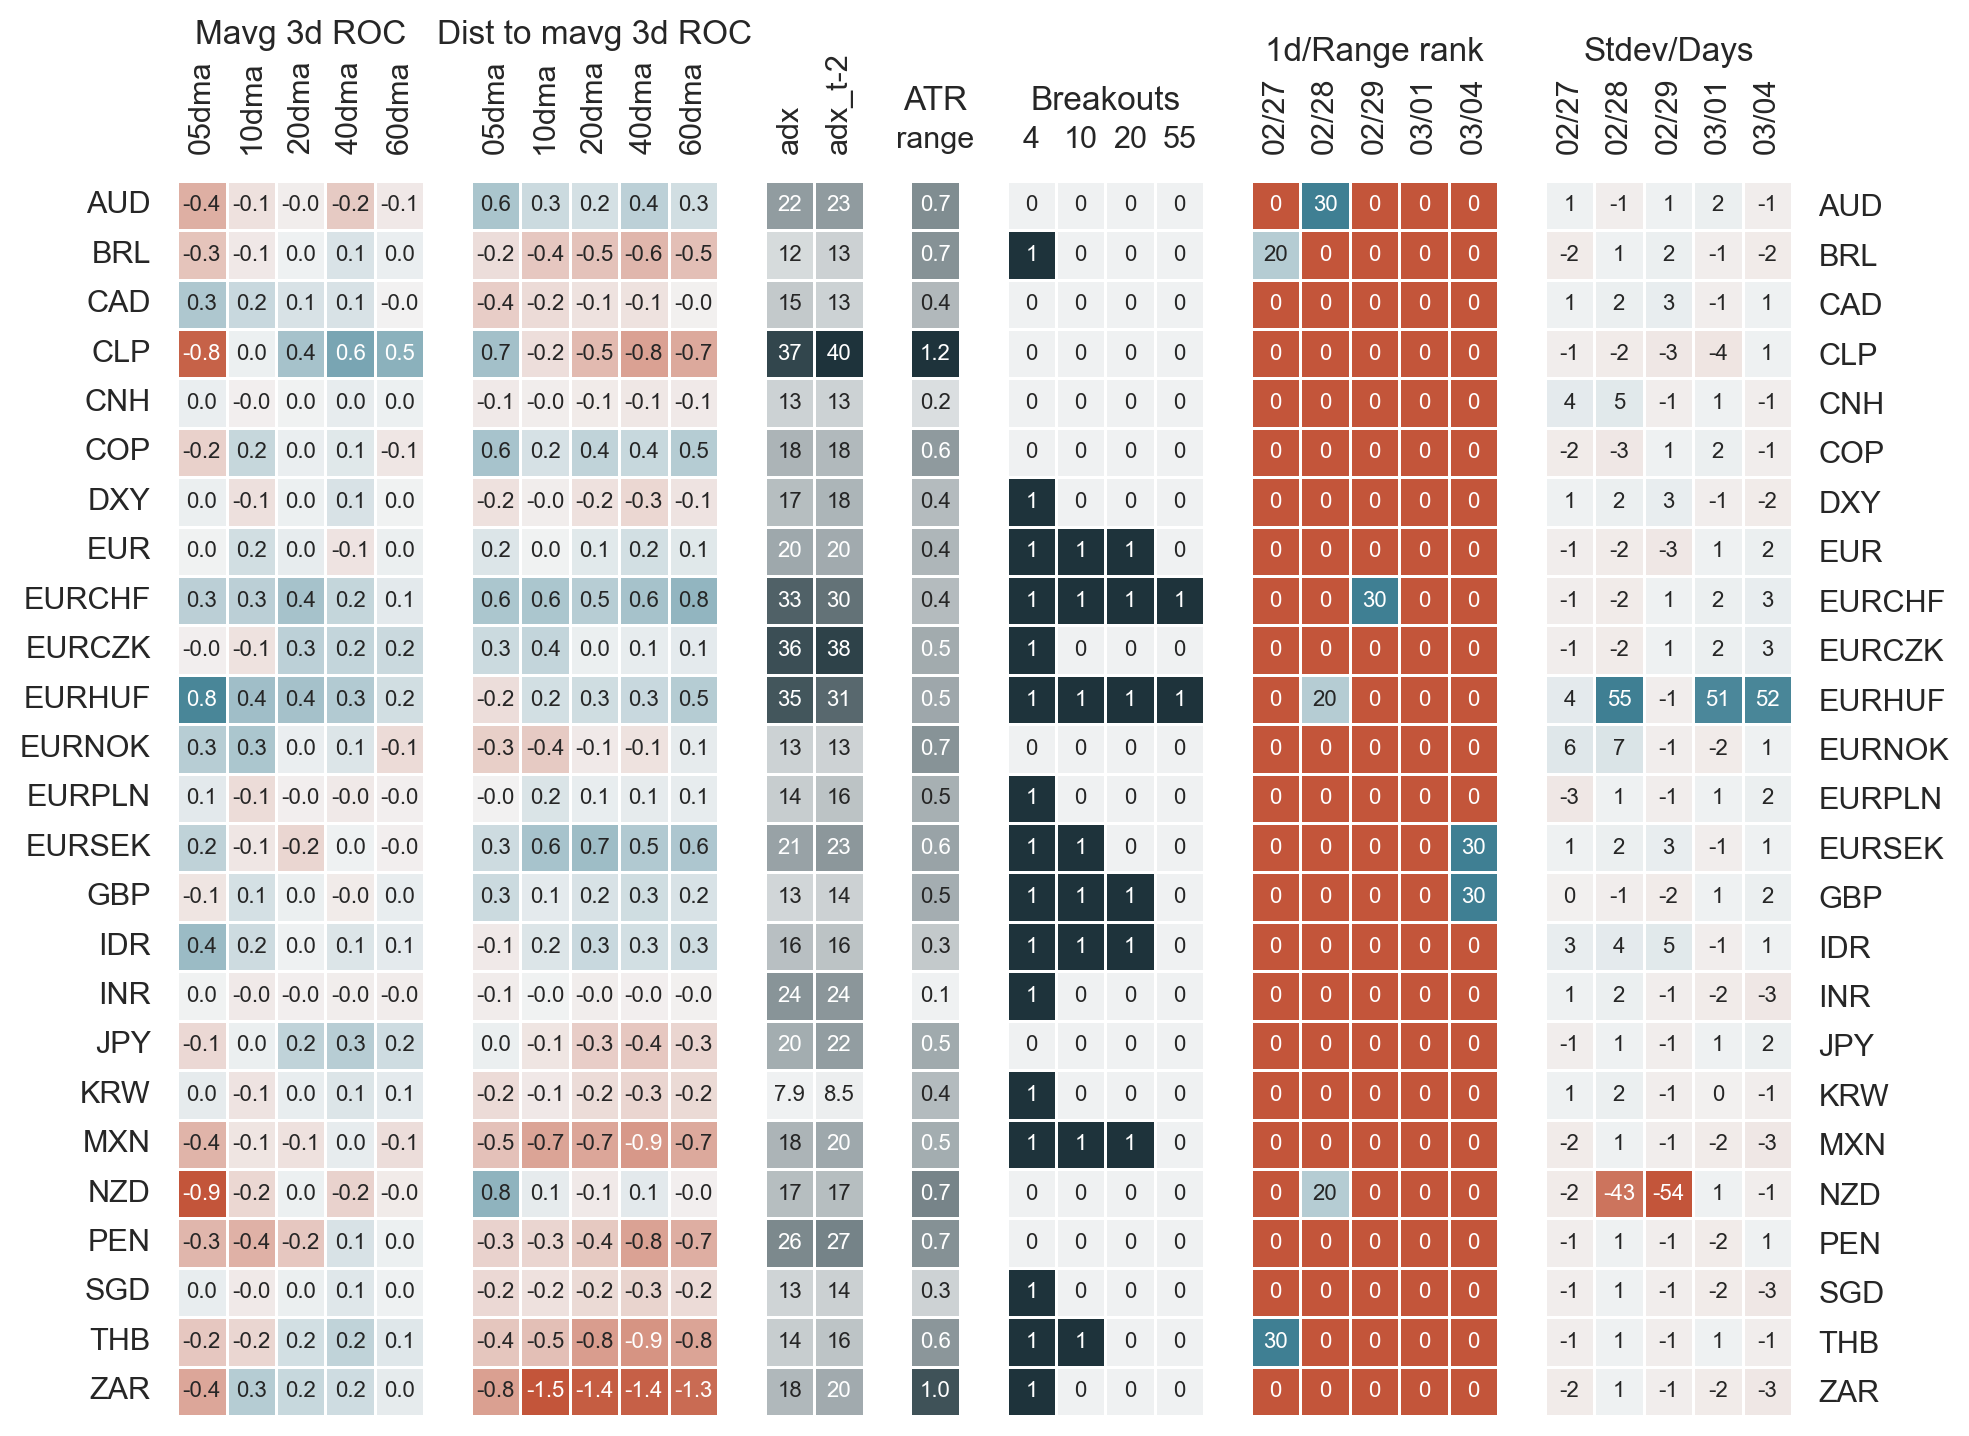 Mavg 3d ROC Dist to mavg 3d ROC ATR range Breakouts 1d/Range rank Stdev/Days
05dma 10dma 20dma 40dma 60dma 05dma 10dma 20dma 40dma 60dma adx adx_t-2 4 10 20 55 02/27 02/28 02/29 03/01 03/04 02/27 02/28 02/29 03/01 03/04
AUD -0.4 -0.1 -0.0 -0.2 -0.1 0.6 0.3 0.2 0.4 0.3 22 23 0.7 0 0 0 0 0 30 0 0 0 1 -1 1 2 -1 AUD
BRL -0.3 -0.1 0.0 0.1 0.0 -0.2 -0.4 -0.5 -0.6 -0.5 12 13 0.7 1 0 0 0 20 0 0 0 0 -2 1 2 -1 -2 BRL
CAD 0.3 0.2 0.1 0.1 -0.0 -0.4 -0.2 -0.1 -0.1 -0.0 15 13 0.4 0 0 0 0 0 0 0 0 0 1 2 3 -1 1 CAD
CLP -0.8 0.0 0.4 0.6 0.5 0.7 -0.2 -0.5 -0.8 -0.7 37 40 1.2 0 0 0 0 0 0 0 0 0 -1 -2 -3 -4 1 CLP
CNH 0.0 -0.0 0.0 0.0 0.0 -0.1 -0.0 -0.1 -0.1 -0.1 13 13 0.2 0 0 0 0 0 0 0 0 0 4 5 -1 1 -1 CNH
COP -0.2 0.2 0.0 0.1 -0.1 0.6 0.2 0.4 0.4 0.5 18 18 0.6 0 0 0 0 0 0 0 0 0 -2 -3 1 2 -1 COP
DXY 0.0 -0.1 0.0 0.1 0.0 -0.2 -0.0 -0.2 -0.3 -0.1 17 18 0.4 1 0 0 0 0 0 0 0 0 1 2 3 -1 -2 DXY
EUR 0.0 0.2 0.0 -0.1 0.0 0.2 0.0 0.1 0.2 0.1 20 20 0.4 1 1 1 0 0 0 0 0 0 -1 -2 -3 1 2 EUR
EURCHF 0.3 0.3 0.4 0.2 0.1 0.6 0.6 0.5 0.6 0.8 33 30 0.4 1 1 1 1 0 0 30 0 0 -1 -2 1 2 3 EURCHF
EURCZK -0.0 -0.1 0.3 0.2 0.2 0.3 0.4 0.0 0.1 0.1 36 38 0.5 1 0 0 0 0 0 0 0 0 -1 -2 1 2 3 EURCZK
EURHUF 0.8 0.4 0.4 0.3 0.2 -0.2 0.2 0.3 0.3 0.5 35 31 0.5 1 1 1 1 0 20 0 0 0 4 55 -1 51 52 EURHUF
EURNOK 0.3 0.3 0.0 0.1 -0.1 -0.3 -0.4 -0.1 -0.1 0.1 13 13 0.7 0 0 0 0 0 0 0 0 0 6 7 -1 -2 1 EURNOK
EURPLN 0.1 -0.1 -0.0 -0.0 -0.0 -0.0 0.2 0.1 0.1 0.1 14 16 0.5 1 0 0 0 0 0 0 0 0 -3 1 -1 1 2 EURPLN
EURSEK 0.2 -0.1 -0.2 0.0 -0.0 0.3 0.6 0.7 0.5 0.6 21 23 0.6 1 1 0 0 0 0 0 0 30 1 2 3 -1 1 EURSEK
GBP -0.1 0.1 0.0 -0.0 0.0 0.3 0.1 0.2 0.3 0.2 13 14 0.5 1 1 1 0 0 0 0 0 30 0 -1 -2 1 2 GBP
IDR 0.4 0.2 0.0 0.1 0.1 -0.1 0.2 0.3 0.3 0.3 16 16 0.3 1 1 1 0 0 0 0 0 0 3 4 5 -1 1 IDR
INR 0.0 -0.0 -0.0 -0.0 -0.0 -0.1 -0.0 -0.0 -0.0 -0.0 24 24 0.1 1 0 0 0 0 0 0 0 0 1 2 -1 -2 -3 INR
JPY -0.1 0.0 0.2 0.3 0.2 0.0 -0.1 -0.3 -0.4 -0.3 20 22 0.5 0 0 0 0 0 0 0 0 0 -1 1 -1 1 2 JPY
KRW 0.0 -0.1 0.0 0.1 0.1 -0.2 -0.1 -0.2 -0.3 -0.2 7.9 8.5 0.4 1 0 0 0 0 0 0 0 0 1 2 -1 0 -1 KRW
MXN -0.4 -0.1 -0.1 0.0 -0.1 -0.5 -0.7 -0.7 -0.9 -0.7 18 20 0.5 1 1 1 0 0 0 0 0 0 -2 1 -1 -2 -3 MXN
NZD -0.9 -0.2 0.0 -0.2 -0.0 0.8 0.1 -0.1 0.1 -0.0 17 17 0.7 0 0 0 0 0 20 0 0 0 -2 -43 -54 1 -1 NZD
PEN -0.3 -0.4 -0.2 0.1 0.0 -0.3 -0.3 -0.4 -0.8 -0.7 26 27 0.7 0 0 0 0 0 0 0 0 0 -1 1 -1 -2 1 PEN
SGD 0.0 -0.0 0.0 0.1 0.0 -0.2 -0.2 -0.2 -0.3 -0.2 13 14 0.3 1 0 0 0 0 0 0 0 0 -1 1 -1 -2 -3 SGD
THB -0.2 -0.2 0.2 0.2 0.1 -0.4 -0.5 -0.8 -0.9 -0.8 14 16 0.6 1 1 0 0 30 0 0 0 0 -1 1 -1 1 -1 THB
ZAR -0.4 0.3 0.2 0.2 0.0 -0.8 -1.5 -1.4 -1.4 -1.3 18 20 1.0 1 0 0 0 0 0 0 0 0 -2 1 -1 -2 -3 ZAR